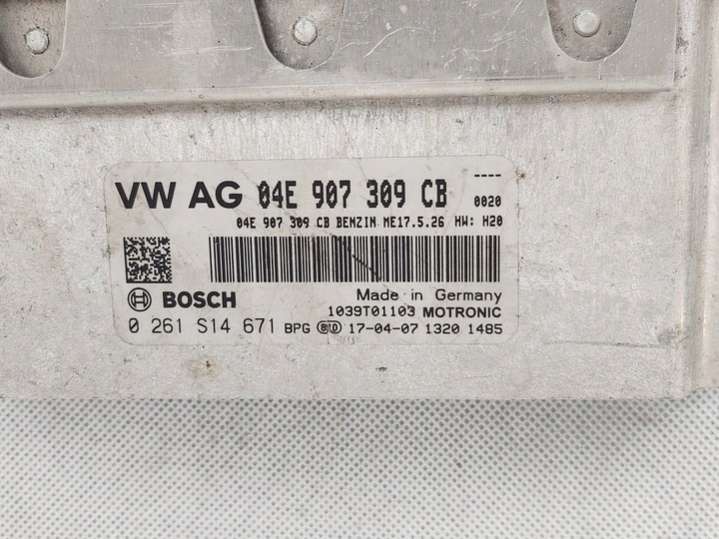 ----
VW AG 04E 907 309 CB 0020
04E 907 309 CB BENZIN ME17.5.26 HW: H20
BOSCH Made in Germany
1039T01103 MOTRONIC
0 261 S14 671 BPG 17-04-07 1320 1485